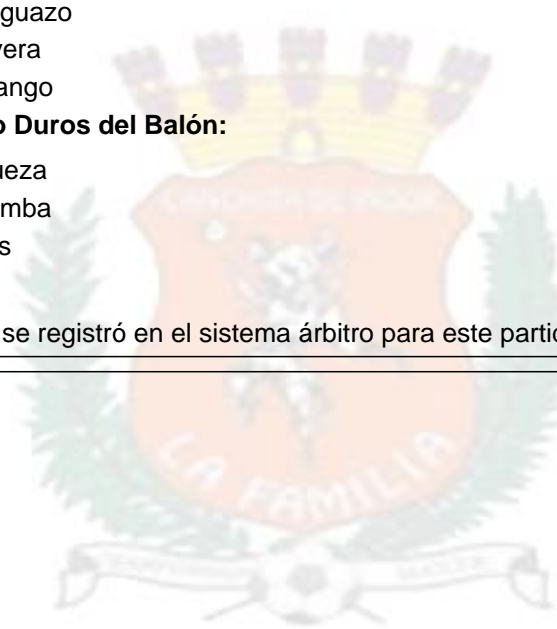 guazo
vera
ango
o Duros del Balón:
ueza
mba
s
se registró en el sistema árbitro para este partic
LA FAMILIA
MASTER